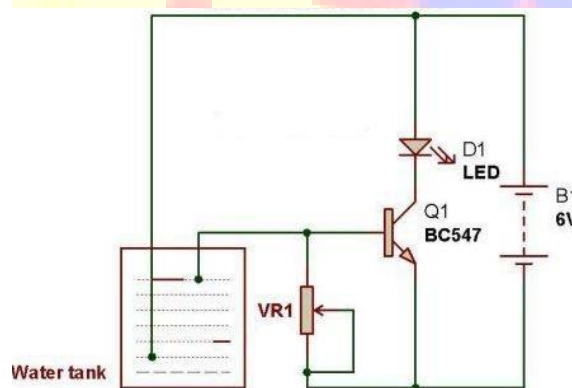 D1
LED
Q1
BC547
B1
6V
VR1
Water tank